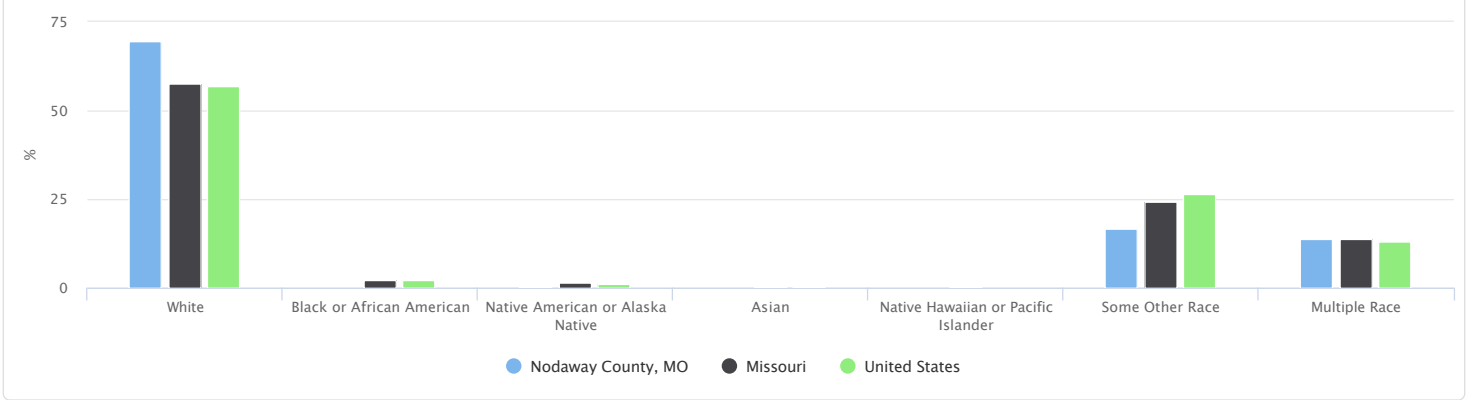 75
50
25
0
%
White
Black or African American
Native American or Alaska
Native
Asian
Native Hawaiian or Pacific
Islander
Some Other Race
Multiple Race
Nodaway County, MO
Missouri
United States